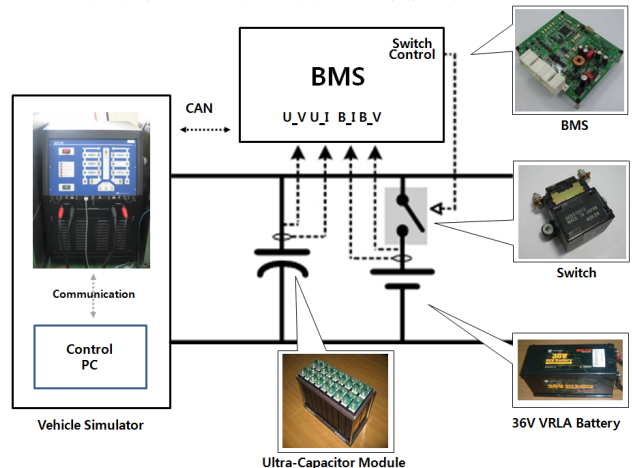 Switch
Control
BMS
CAN
U_V U_I B_I B_V
BMS
Communication
Switch
Control
PC
36V
Vehicle Simulator
36V VRLA Battery
Ultra-Capacitor Module